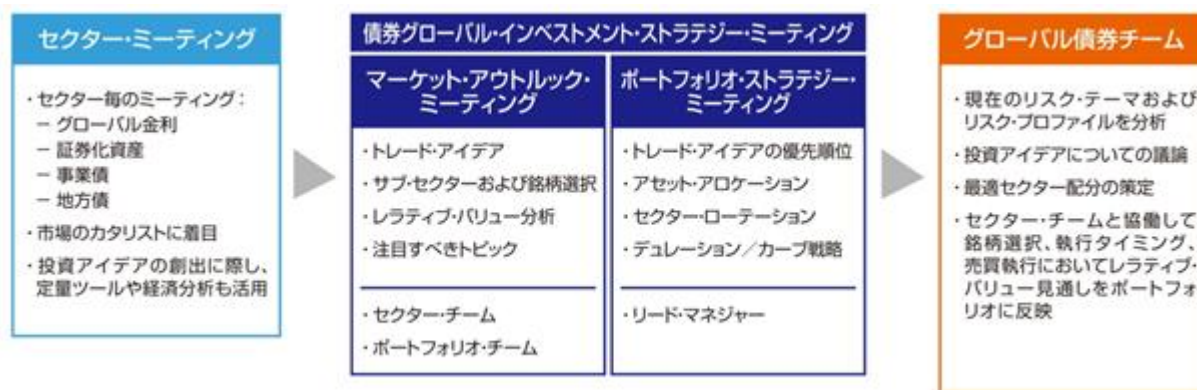 セクター・ミーティング
・セクター毎のミーティング：
－ グローバル金利
－ 証券化資産
－ 事業債
－ 地方債
・市場のカタリストに着目
・投資アイデアの創出に際し、
定量ツールや経済分析も活用
債券グローバル・インベストメント・ストラテジー・ミーティング
マーケット・アウトルック・
ミーティング
・トレード・アイデア
・サブ・セクターおよび銘柄選択
・レラティブ・バリュー分析
・注目すべきトピック
・セクター・チーム
・ポートフォリオ・チーム
ポートフォリオ・ストラテジー・
ミーティング
・トレード・アイデアの優先順位
・アセット・アロケーション
・セクター・ローテーション
・デュレーション／カーブ戦略
・リード・マネジャー
グローバル債券チーム
・現在のリスク・テーマおよび
リスク・プロファイルを分析
・投資アイデアについての議論
・最適セクター配分の策定
・セクター・チームと協働して
銘柄選択、執行タイミング、
売買執行においてレラティブ・
バリュー見通しをポートフォ
リオに反映